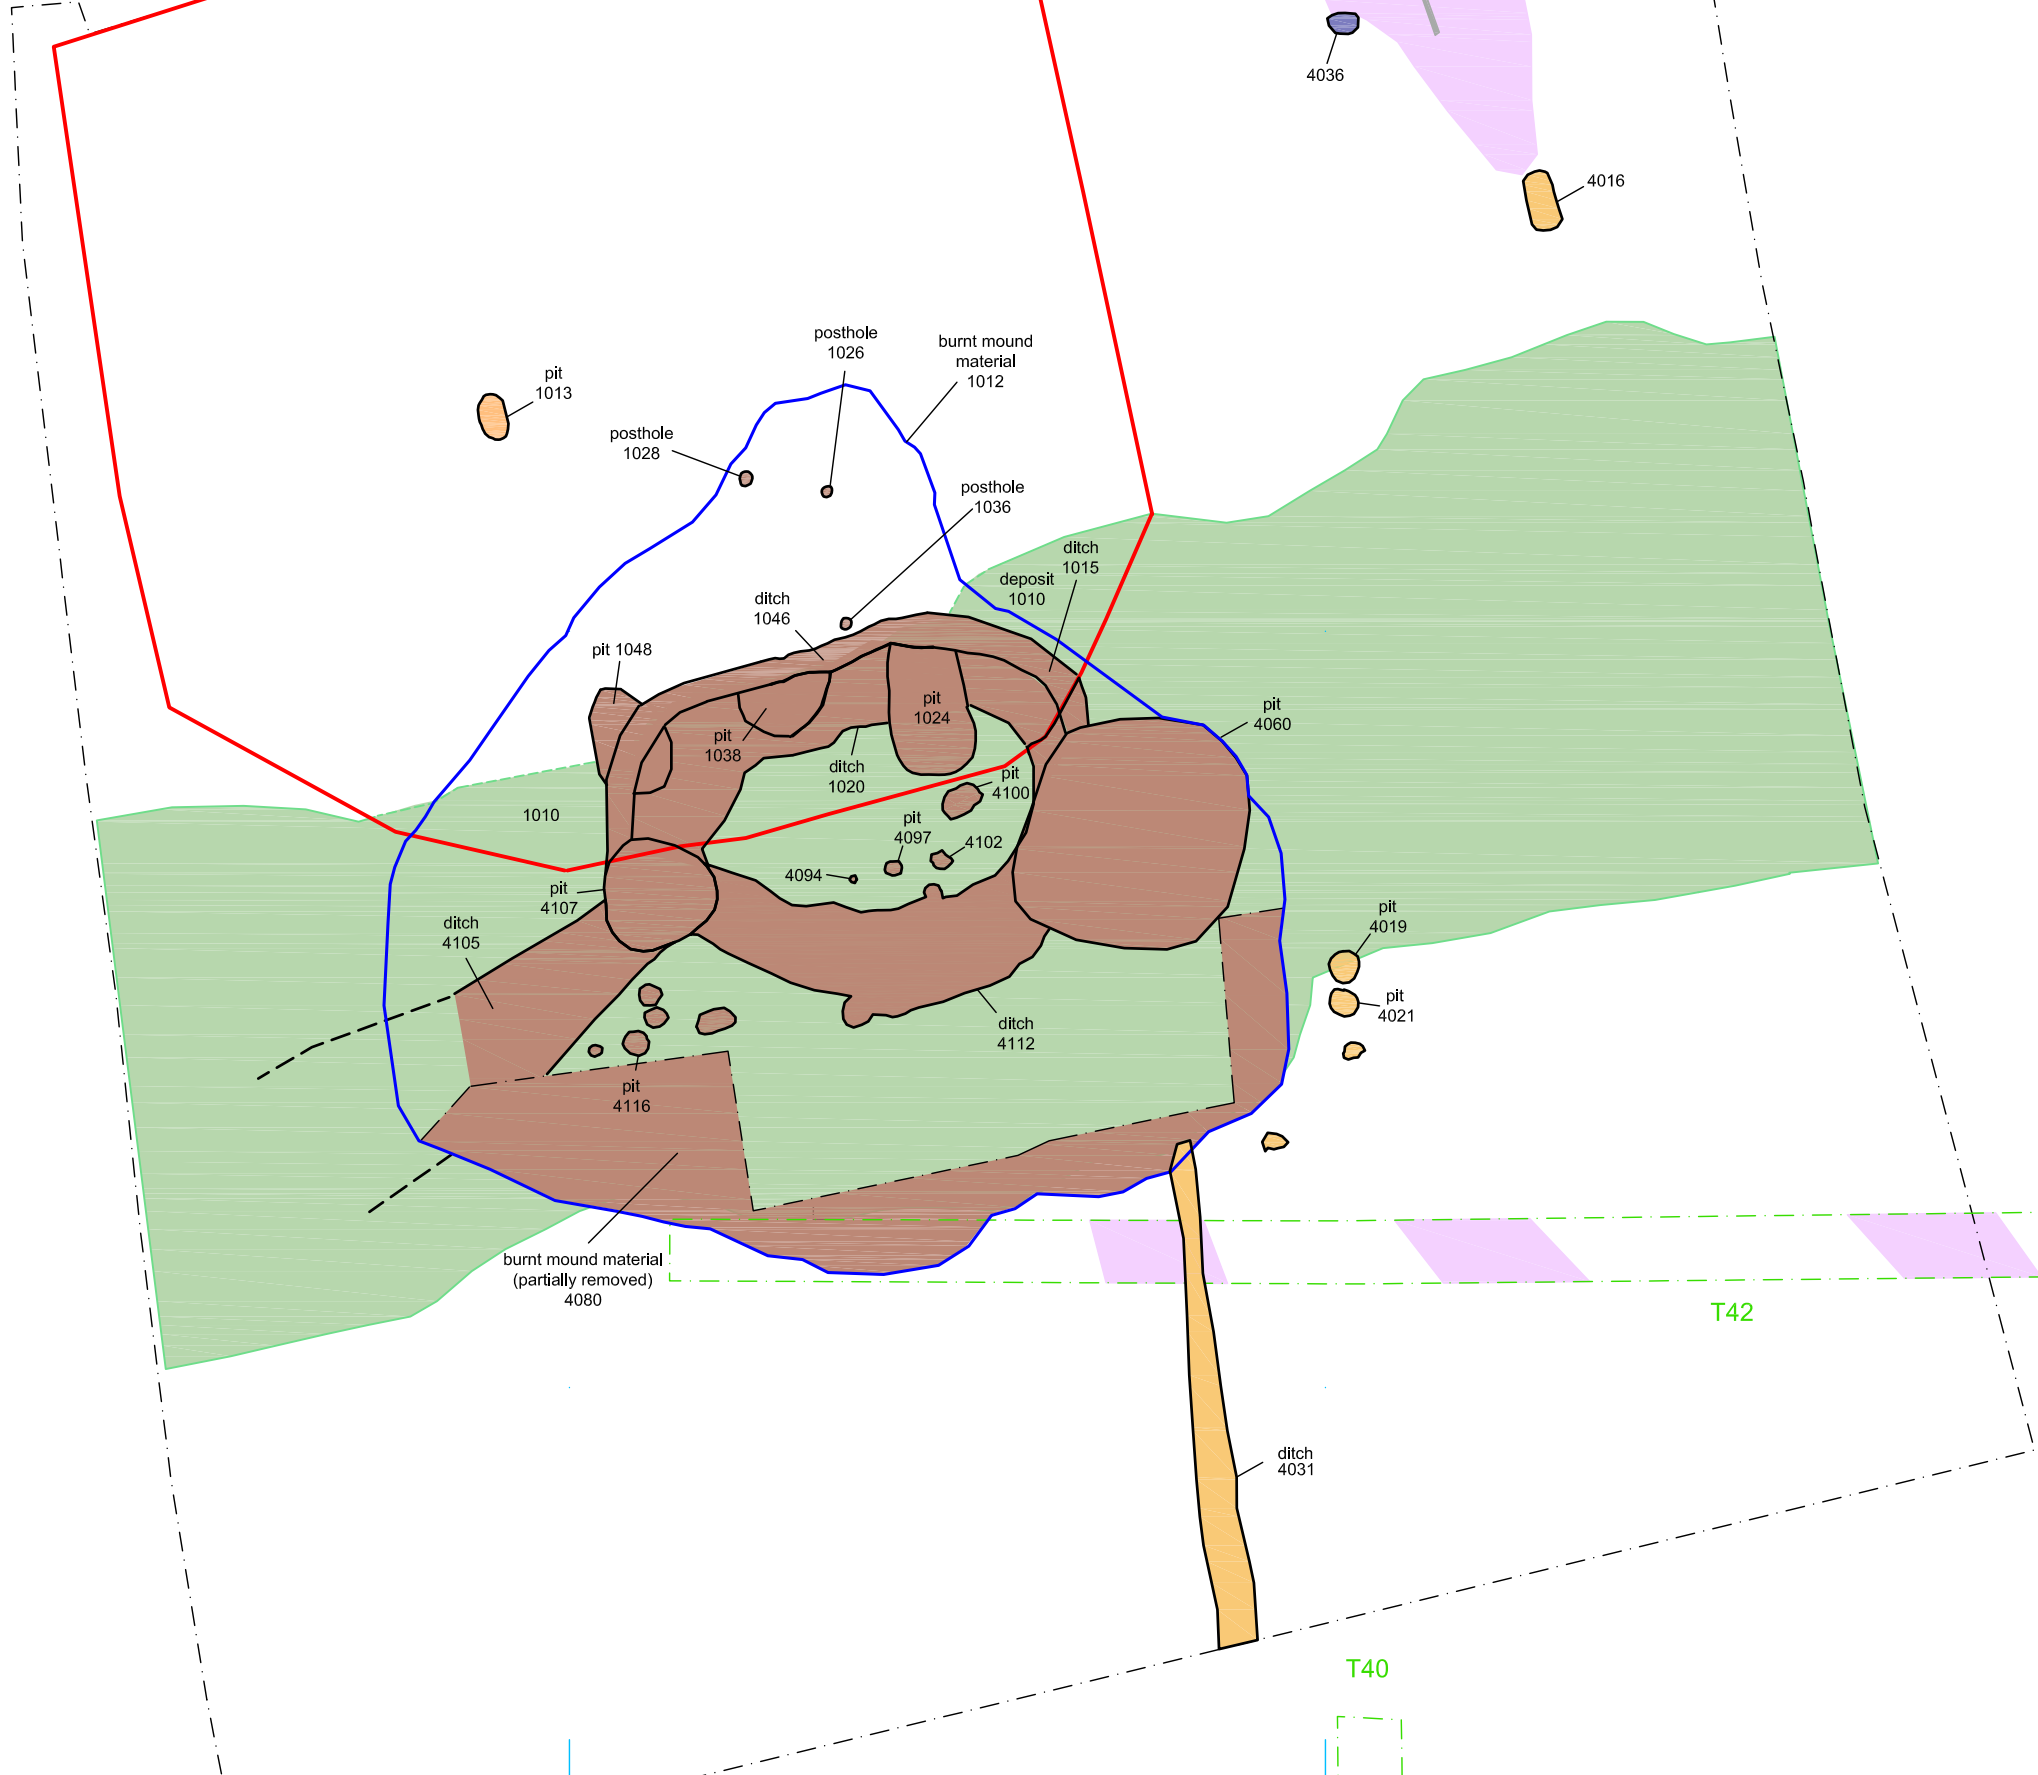 4036
4016
posthole
1026
burnt mound
material
1012
pit
1013
posthole
1028
posthole
1036
ditch
1015
deposit
1010
ditch
1046
pit 1048
pit
1024
pit
4060
pit
1038
ditch
1020
pit
4100
1010
pit
4097
4102
4094
pit
4107
ditch
4105
pit
4019
pit
4021
ditch
4112
pit
4116
burnt mound material
(partially removed)
4080
T42
ditch
4031
T40